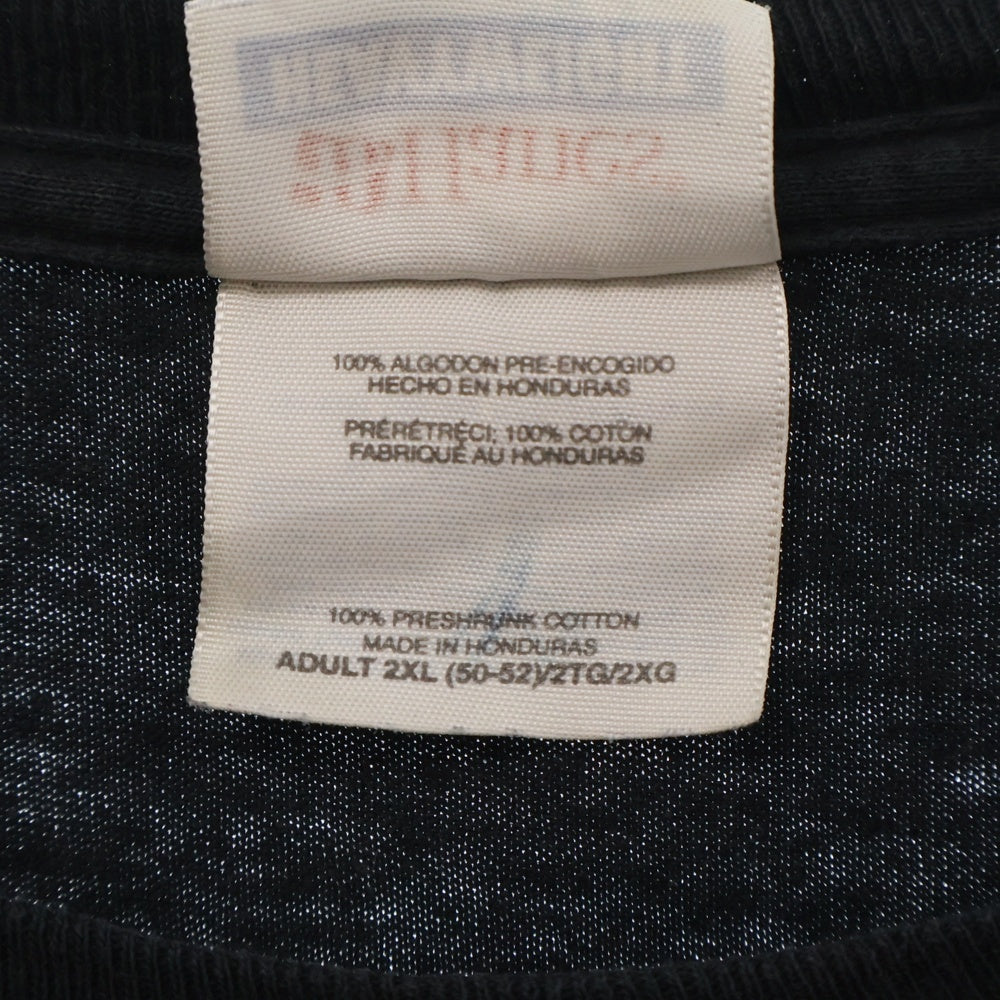 100% ALGODON PRE-ENCOGIDO
HECHO EN HONDURAS
PRÉRÉTRÉCI; 100% COTON
FABRIQUÉ AU HONDURAS
100% PRESHRUNK COTTON
MADE IN HONDURAS
ADULT 2XL (50-52)/2TG/2XG